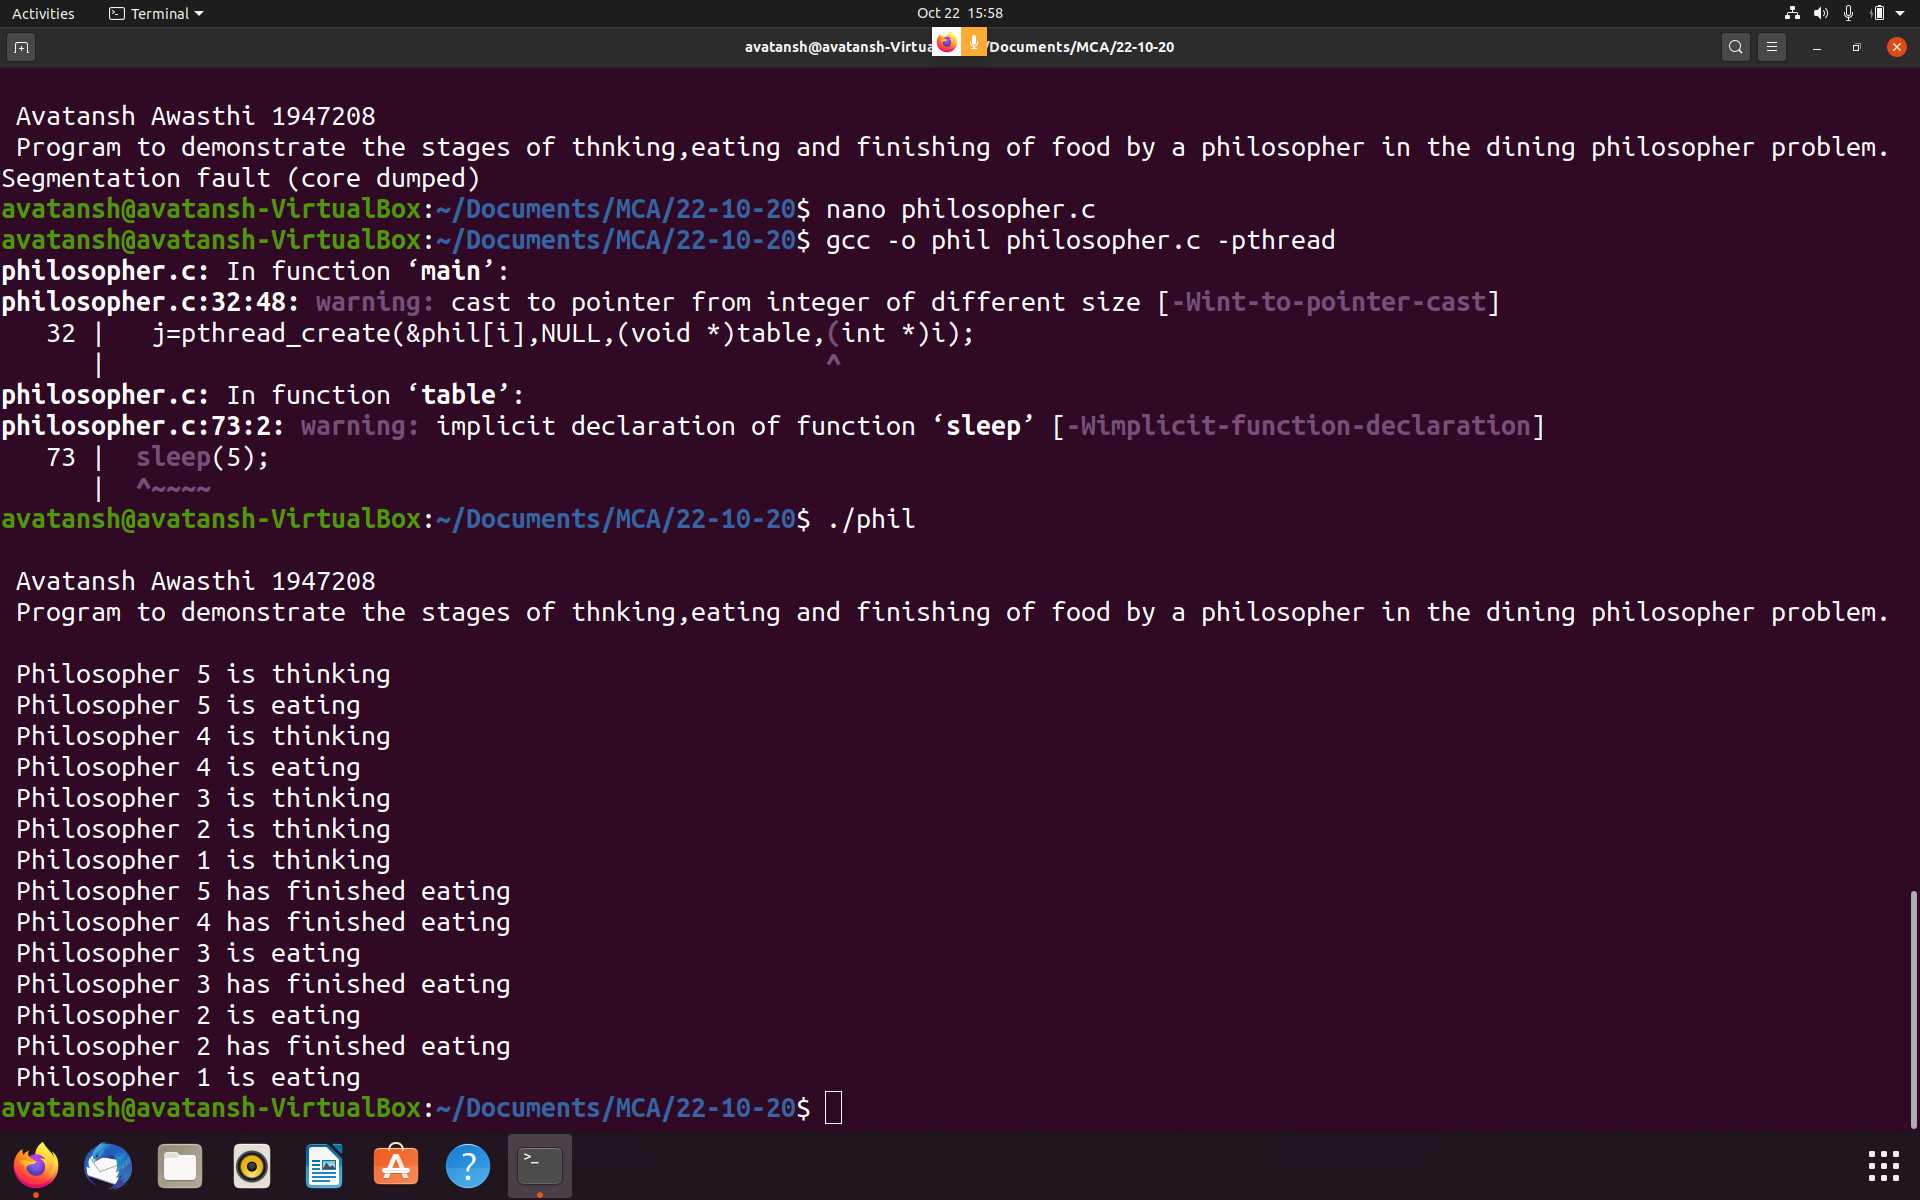 Activities Terminal Oct 22 15:58
avatansh@avatansh-Virtua /Documents/MCA/22-10-20
Avatansh Awasthi 1947208
Program to demonstrate the stages of thnking,eating and finishing of food by a philosopher in the dining philosopher problem.
Segmentation fault (core dumped)
avatansh@avatansh-VirtualBox:~/Documents/MCA/22-10-20$ nano philosopher.c
avatansh@avatansh-VirtualBox:~/Documents/MCA/22-10-20$ gcc -o phil philosopher.c -pthread
philosopher.c: In function ‘main’:
philosopher.c:32:48: warning: cast to pointer from integer of different size [-Wint-to-pointer-cast]
32 | j=pthread_create(&phil[i],NULL,(void *)table,(int *)i);
| ^
philosopher.c: In function ‘table’:
philosopher.c:73:2: warning: implicit declaration of function ‘sleep’ [-Wimplicit-function-declaration]
73 | sleep(5);
| ^~~~~
avatansh@avatansh-VirtualBox:~/Documents/MCA/22-10-20$ ./phil
Avatansh Awasthi 1947208
Program to demonstrate the stages of thnking,eating and finishing of food by a philosopher in the dining philosopher problem.
Philosopher 5 is thinking
Philosopher 5 is eating
Philosopher 4 is thinking
Philosopher 4 is eating
Philosopher 3 is thinking
Philosopher 2 is thinking
Philosopher 1 is thinking
Philosopher 5 has finished eating
Philosopher 4 has finished eating
Philosopher 3 is eating
Philosopher 3 has finished eating
Philosopher 2 is eating
Philosopher 2 has finished eating
Philosopher 1 is eating
avatansh@avatansh-VirtualBox:~/Documents/MCA/22-10-20$